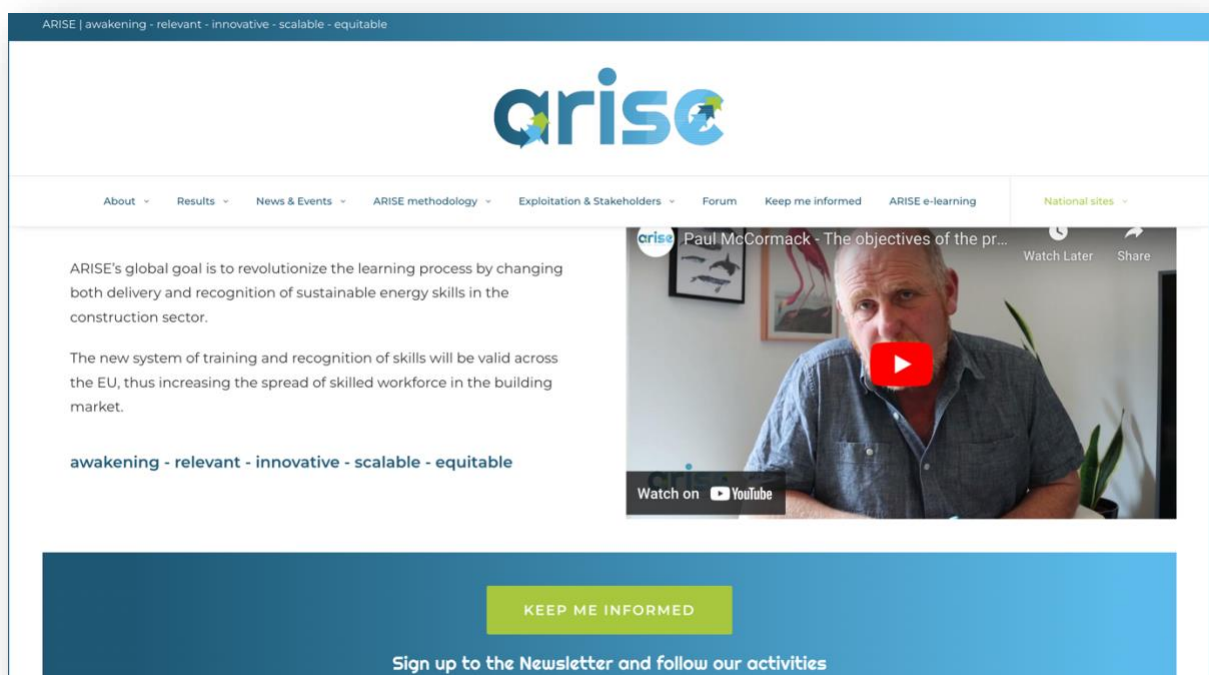 ARISE | awakening - relevant - innovative - scalable - equitable
arise
About
Results
News & Events
ARISE methodology
Exploitation & Stakeholders
Forum
Keep me informed
ARISE e-learning
National sites
ARISE’s global goal is to revolutionize the learning process by changing
both delivery and recognition of sustainable energy skills in the
construction sector.
The new system of training and recognition of skills will be valid across
the EU, thus increasing the spread of skilled workforce in the building
market.
awakening - relevant - innovative - scalable - equitable
arise
Paul McCormack - The objectives of the pr...
Watch Later
Share
arise
Watch on YouTube
KEEP ME INFORMED
Sign up to the Newsletter and follow our activities